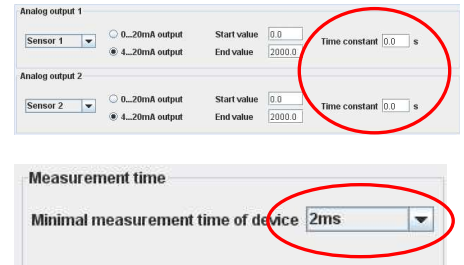 Analog output 1
Sensor 1 0...20mA output Start value 0.0 Time constant 0.0 s
4...20mA output End value 2000.0
Analog output 2
Sensor 2 0...20mA output Start value 0.0 Time constant 0.0 s
4...20mA output End value 2000.0
Measurement time
Minimal measurement time of device 2ms